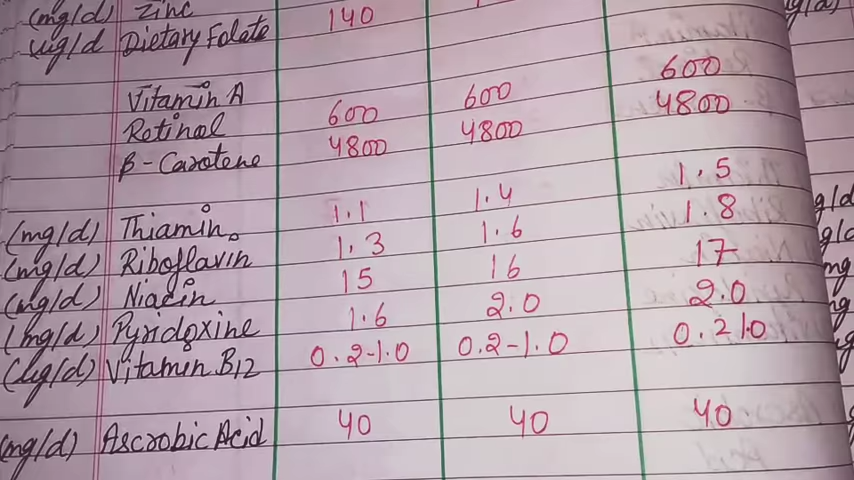 (mg/d) Zinc
ug/d Dietary Folate 140
Vitamin A
Retinol 600 600 600
β-Carotene 4800 4800 4800
(mg/d) Thiamin 1.1 1.4 1.5
(mg/d) Riboflavin 1.3 1.6 1.8
(mg/d) Niacin 15 16 17
(mg/d) Pyridoxine 1.6 2.0 2.0
(ug/d) Vitamin B12 0.2-1.0 0.2-1.0 0.2 1.0
(mg/d) Ascrobic Acid 40 40 40